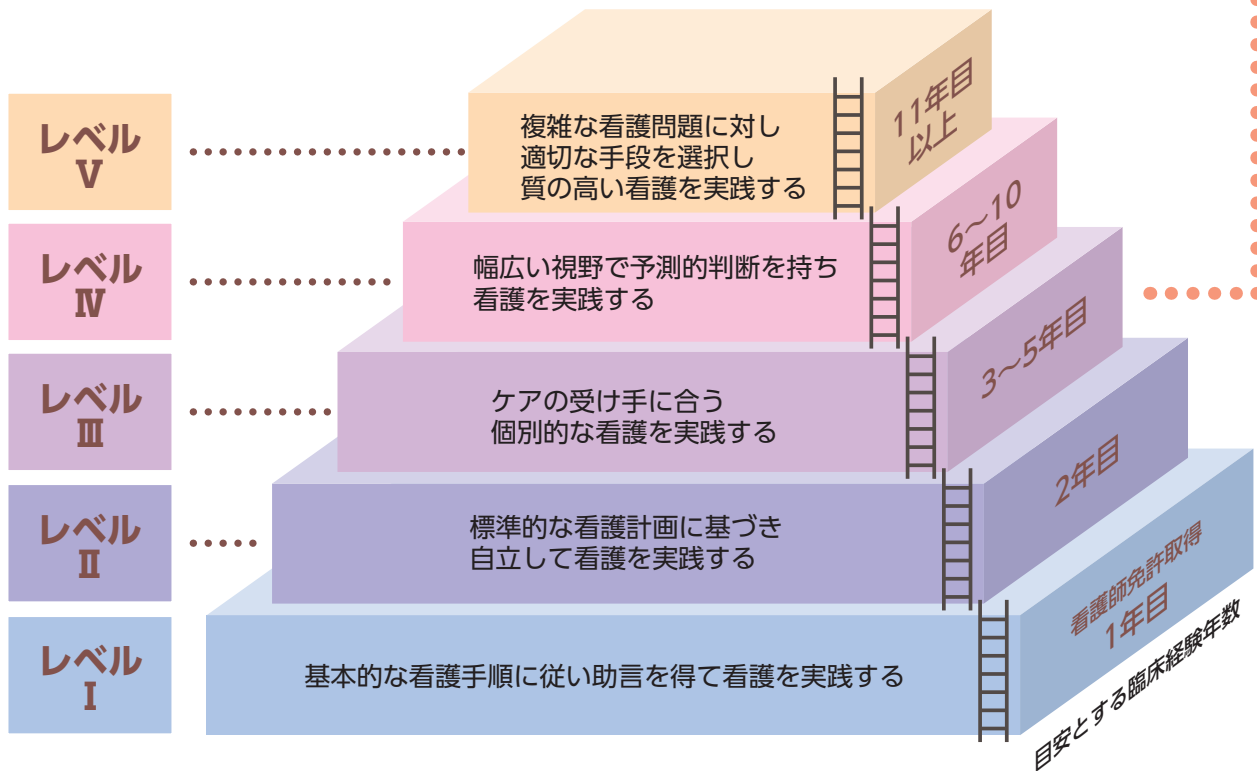 レベル
Ⅴ
複雑な看護問題に対し
適切な手段を選択し
質の高い看護を実践する
11年目
以上
レベル
Ⅳ
幅広い視野で予測的判断を持ち
看護を実践する
6～10
年目
レベル
Ⅲ
ケアの受け手に合う
個別的な看護を実践する
3～5年目
レベル
Ⅱ
標準的な看護計画に基づき
自立して看護を実践する
2年目
レベル
Ⅰ
基本的な看護手順に従い助言を得て看護を実践する
看護師免許取得
1年目
目安とする臨床経験年数